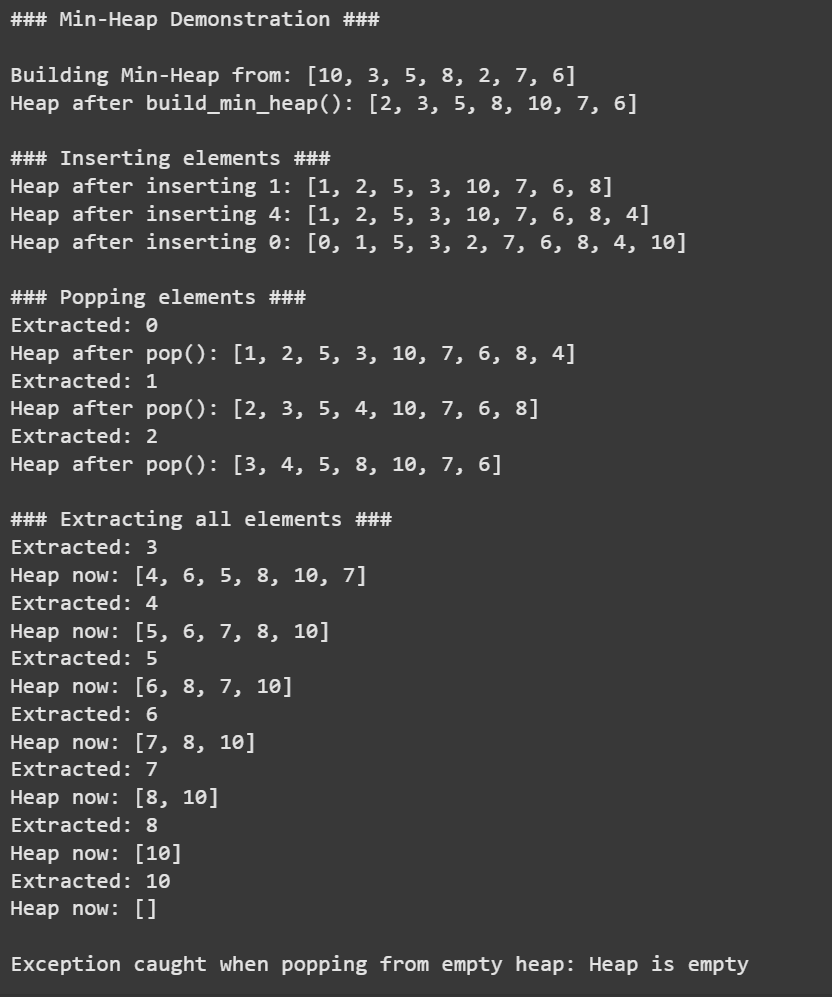 ### Min-Heap Demonstration ###
Building Min-Heap from: [10, 3, 5, 8, 2, 7, 6]
Heap after build_min_heap(): [2, 3, 5, 8, 10, 7, 6]
### Inserting elements ###
Heap after inserting 1: [1, 2, 5, 3, 10, 7, 6, 8]
Heap after inserting 4: [1, 2, 5, 3, 10, 7, 6, 8, 4]
Heap after inserting 0: [0, 1, 5, 3, 2, 7, 6, 8, 4, 10]
### Popping elements ###
Extracted: 0
Heap after pop(): [1, 2, 5, 3, 10, 7, 6, 8, 4]
Extracted: 1
Heap after pop(): [2, 3, 5, 4, 10, 7, 6, 8]
Extracted: 2
Heap after pop(): [3, 4, 5, 8, 10, 7, 6]
### Extracting all elements ###
Extracted: 3
Heap now: [4, 6, 5, 8, 10, 7]
Extracted: 4
Heap now: [5, 6, 7, 8, 10]
Extracted: 5
Heap now: [6, 8, 7, 10]
Extracted: 6
Heap now: [7, 8, 10]
Extracted: 7
Heap now: [8, 10]
Extracted: 8
Heap now: [10]
Extracted: 10
Heap now: []
Exception caught when popping from empty heap: Heap is empty